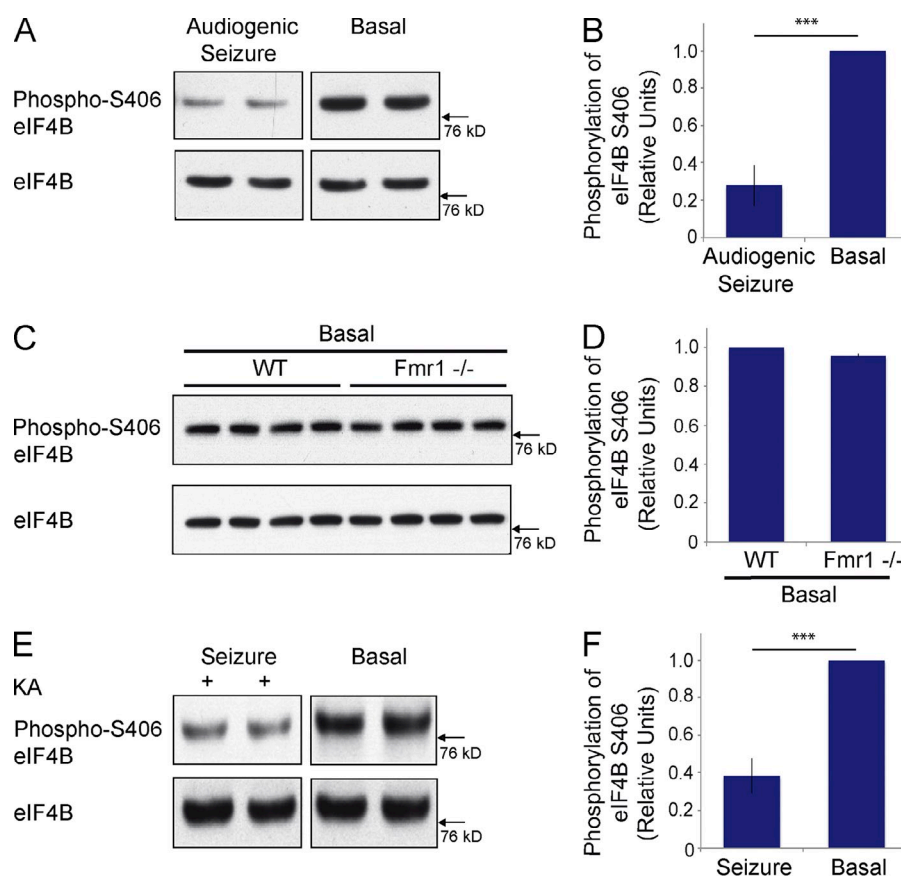 A
Audiogenic
Seizure
Basal
Phospho-S406
eIF4B
76 kD
eIF4B
76 kD
B
***
Phosphorylation of
eIF4B S406
(Relative Units)
1.0
0.8
0.6
0.4
0.2
0
Audiogenic
Seizure
Basal
C
Basal
WT
Fmr1 -/-
Phospho-S406
eIF4B
76 kD
eIF4B
76 kD
D
Phosphorylation of
eIF4B S406
(Relative Units)
1.0
0.8
0.6
0.4
0.2
0
WT
Fmr1 -/-
Basal
E
Seizure
Basal
KA
+ +
Phospho-S406
eIF4B
76 kD
eIF4B
76 kD
F
***
Phosphorylation of
eIF4B S406
(Relative Units)
1.0
0.8
0.6
0.4
0.2
0
Seizure
Basal